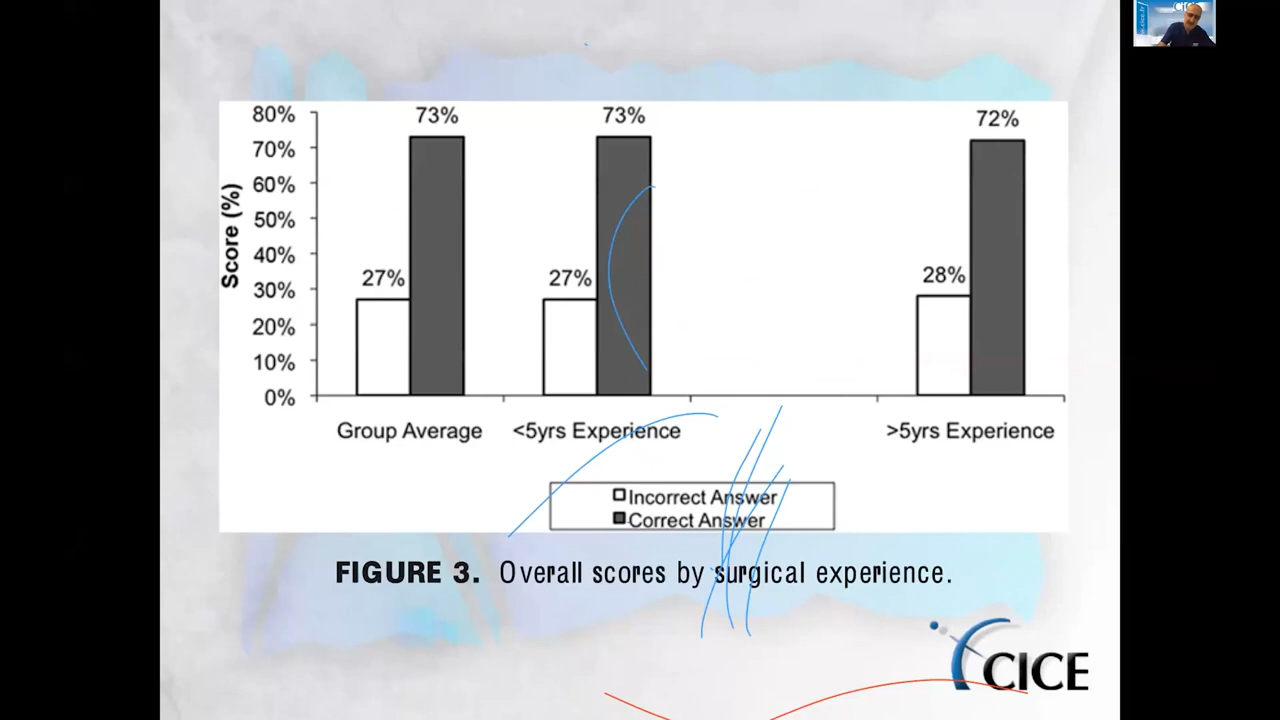 CICE
80%
70%
60%
50%
40%
30%
20%
10%
0%
Score (%)
73%
73%
72%
27%
27%
28%
Group Average
<5yrs Experience
>5yrs Experience
Incorrect Answer
Correct Answer
FIGURE 3. Overall scores by surgical experience.
CICE